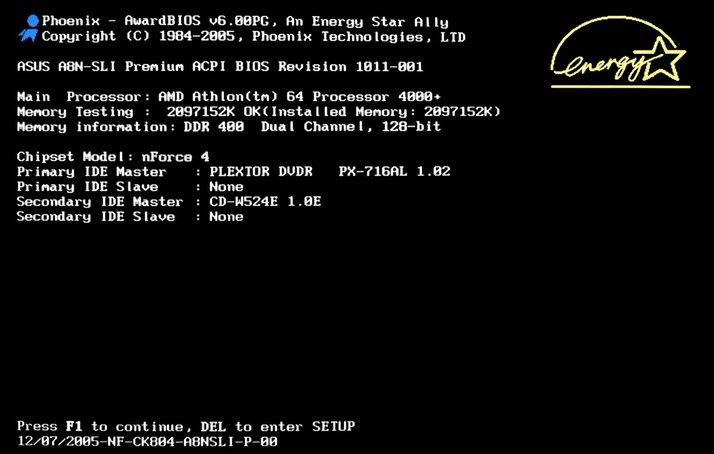 Phoenix - AwardBIOS v6.00PG, An Energy Star Ally
Copyright (C) 1984-2005, Phoenix Technologies, LTD
energy
ASUS A8N-SLI Premium ACPI BIOS Revision 1011-001
Main Processor: AMD Athlon(tm) 64 Processor 4000+
Memory Testing : 2097152K OK(Installed Memory: 2097152K)
Memory information: DDR 400 Dual Channel, 128-bit
Chipset Model: nForce 4
Primary IDE Master : PLEXTOR DVDR PX-716AL 1.02
Primary IDE Slave : None
Secondary IDE Master : CD-W524E 1.0E
Secondary IDE Slave : None
Press F1 to continue, DEL to enter SETUP
12/07/2005-NF-CK804-A8NSLI-P-00